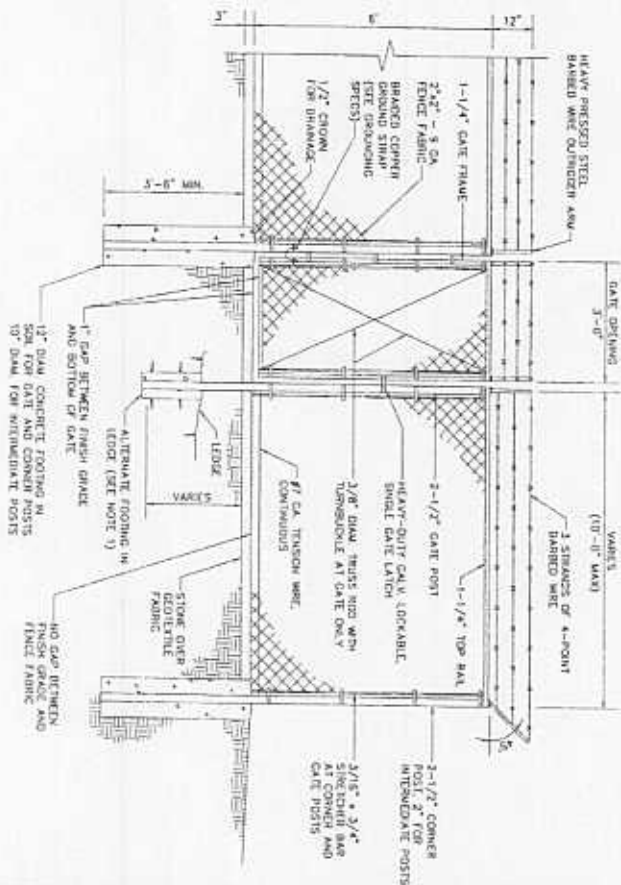 3"
6'
12"
HEAVY PRESSED STEEL
BARBED WIRE OUTRIGGER ARM
1-1/4" GATE FRAME
2"x2" - 9 GA
FENCE FABRIC
BRAIDED COPPER
GROUND STRAP
(SEE GROUNDING
SPECS)
1/2" CROWN
FOR DRAINAGE
3'-6" MIN.
GATE OPENING
3'-0"
VARIES
(10'-0" MAX)
3 STRANDS OF 4-POINT
BARBED WIRE
1-1/4" TOP RAIL
2-1/2" GATE POST
HEAVY-DUTY GALV. LOCKABLE,
SINGLE GATE LATCH
3/8" DIAM TRUSS ROD WITH
TURNBUCKLE AT GATE ONLY
#7 GA. TENSION WIRE,
CONTINUOUS
STONE OVER
GEOTEXTILE
FABRIC
VARIES
LEDGE
ALTERNATE FOOTING IN
LEDGE (SEE NOTE 1)
1" GAP BETWEEN FINISH GRADE
AND BOTTOM OF GATE
12" DIAM CONCRETE FOOTING IN
SOIL FOR GATE AND CORNER POSTS
10" DIAM. FOR INTERMEDIATE POSTS
NO GAP BETWEEN
FINISH GRADE AND
FENCE FABRIC
2-1/2" CORNER
POST, 2" FOR
INTERMEDIATE POSTS
3/16" x 3/4"
STRETCHER BAR
AT CORNER AND
GATE POSTS